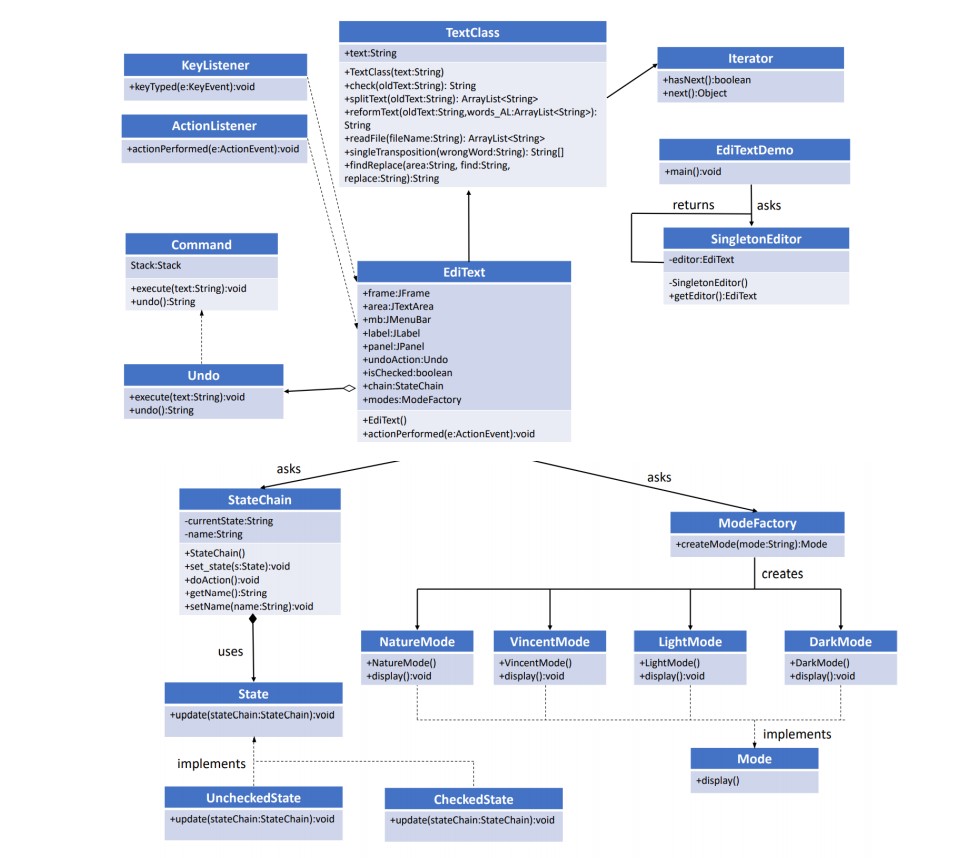 TextClass
+text:String
+TextClass(text:String)
+check(oldText:String): String
+splitText(oldText:String): ArrayList<String>
+reformText(oldText:String,words_AL:ArrayList<String>):
String
+readFile(fileName:String): ArrayList<String>
+singleTransposition(wrongWord:String): String[]
+findReplace(area:String, find:String,
replace:String):String
KeyListener
+keyTyped(e:KeyEvent):void
ActionListener
+actionPerformed(e:ActionEvent):void
Iterator
+hasNext():boolean
+next():Object
EdiTextDemo
+main():void
returns
asks
SingletonEditor
-editor:EdiText
-SingletonEditor()
+getEditor():EdiText
Command
Stack:Stack
+execute(text:String):void
+undo():String
Undo
+execute(text:String):void
+undo():String
EdiText
+frame:JFrame
+area:JTextArea
+mb:JMenuBar
+label:JLabel
+panel:JPanel
+undoAction:Undo
+isChecked:boolean
+chain:StateChain
+modes:ModeFactory
+EdiText()
+actionPerformed(e:ActionEvent):void
asks
asks
StateChain
-currentState:String
-name:String
+StateChain()
+set_state(s:State):void
+doAction():void
+getName():String
+setName(name:String):void
uses
State
+update(stateChain:StateChain):void
implements
UncheckedState
+update(stateChain:StateChain):void
CheckedState
+update(stateChain:StateChain):void
ModeFactory
+createMode(mode:String):Mode
creates
NatureMode
+NatureMode()
+display():void
VincentMode
+VincentMode()
+display():void
LightMode
+LightMode()
+display():void
DarkMode
+DarkMode()
+display():void
implements
Mode
+display()